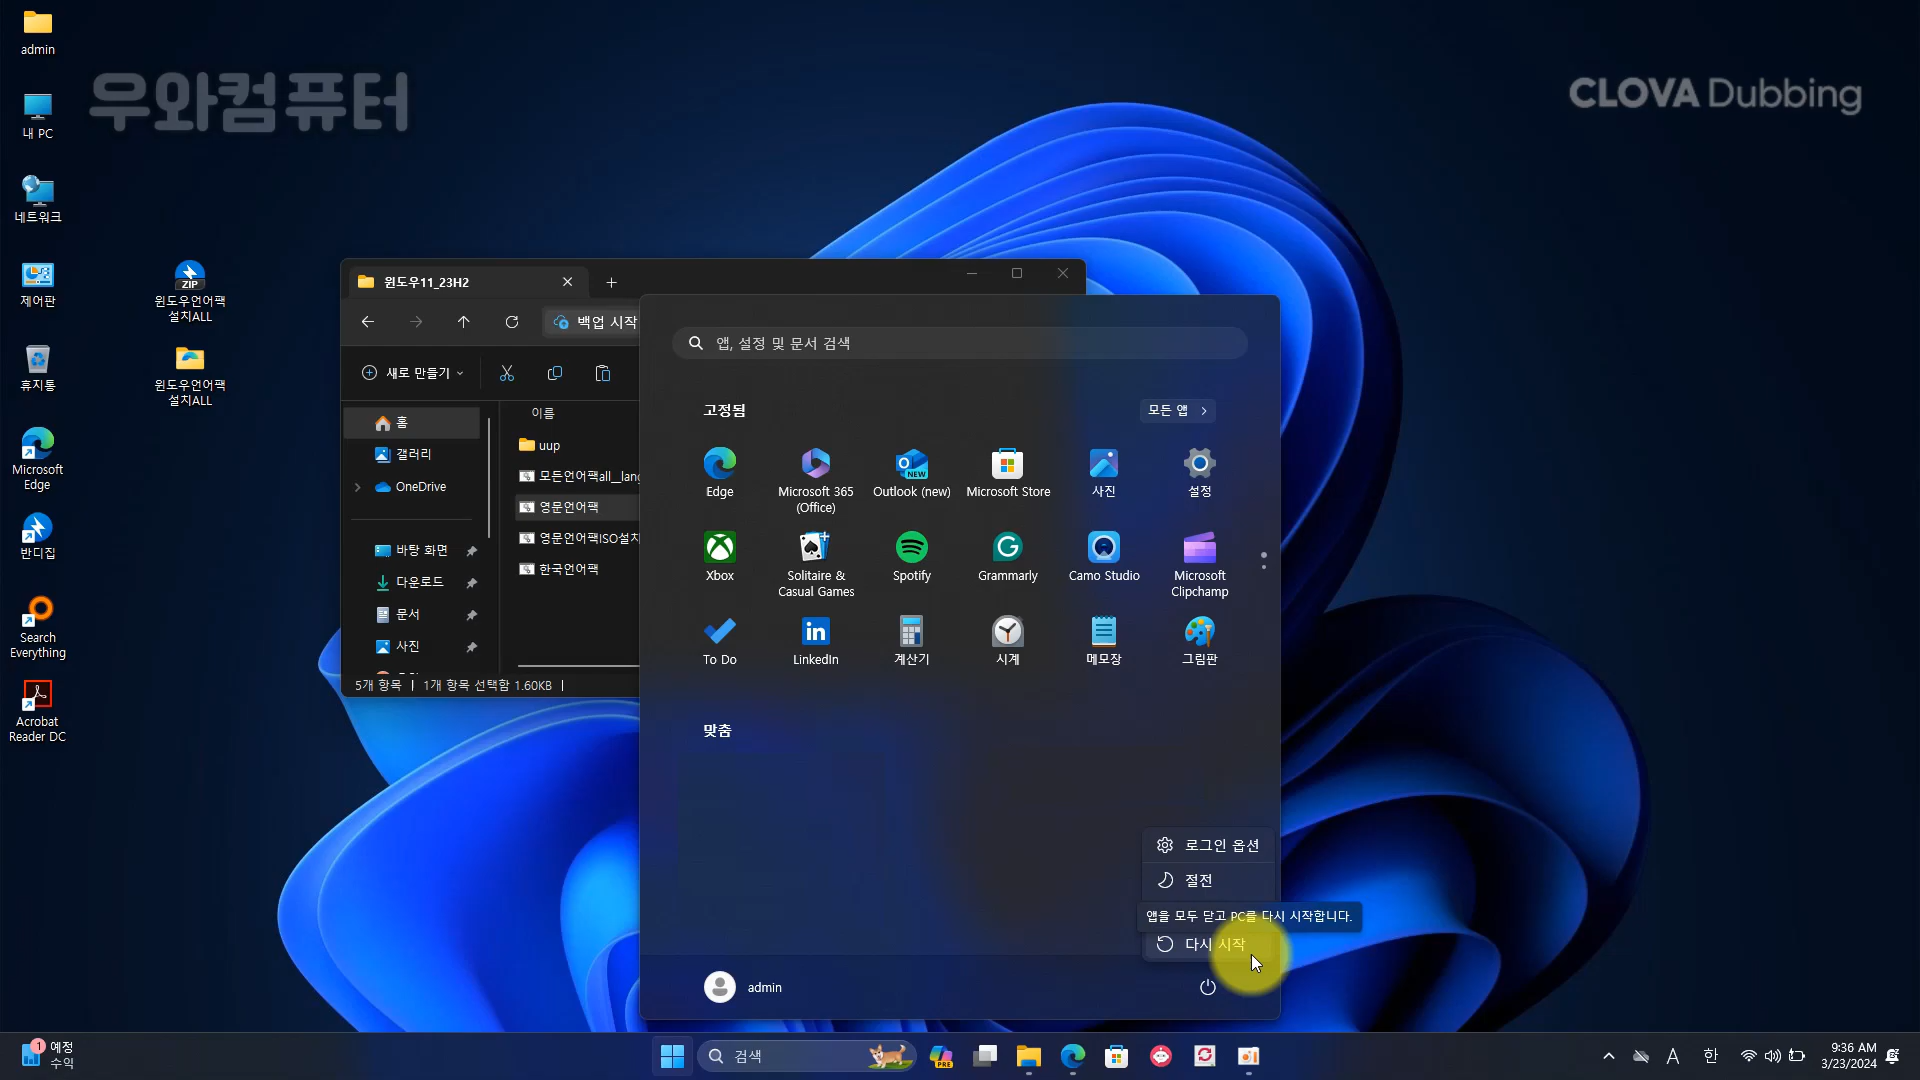 admin
내 PC
네트워크
제어판
휴지통
Microsoft
Edge
반디집
Search
Everything
Acrobat
Reader DC
우와컴퓨터
CLOVA Dubbing
ZIP
윈도우언어팩
설치ALL
윈도우언어팩
설치ALL
윈도우11_23H2
백업 시작
새로 만들기
홈
갤러리
OneDrive
바탕 화면
다운로드
문서
사진
이름
uup
모든언어팩all_lang
영문언어팩
영문언어팩ISO설치
한국언어팩
5개 항목 | 1개 항목 선택함 1.60KB |
앱, 설정 및 문서 검색
고정됨
모든 앱
Edge
Microsoft 365
(Office)
Outlook (new)
Microsoft Store
사진
설정
Xbox
Solitaire &
Casual Games
Spotify
Grammarly
Camo Studio
Microsoft
Clipchamp
To Do
LinkedIn
계산기
시계
메모장
그림판
맞춤
로그인 옵션
절전
앱을 모두 닫고 PC를 다시 시작합니다.
다시 시작
admin
1
예정
수익
검색
PRE
A
한
9:36 AM
3/23/2024